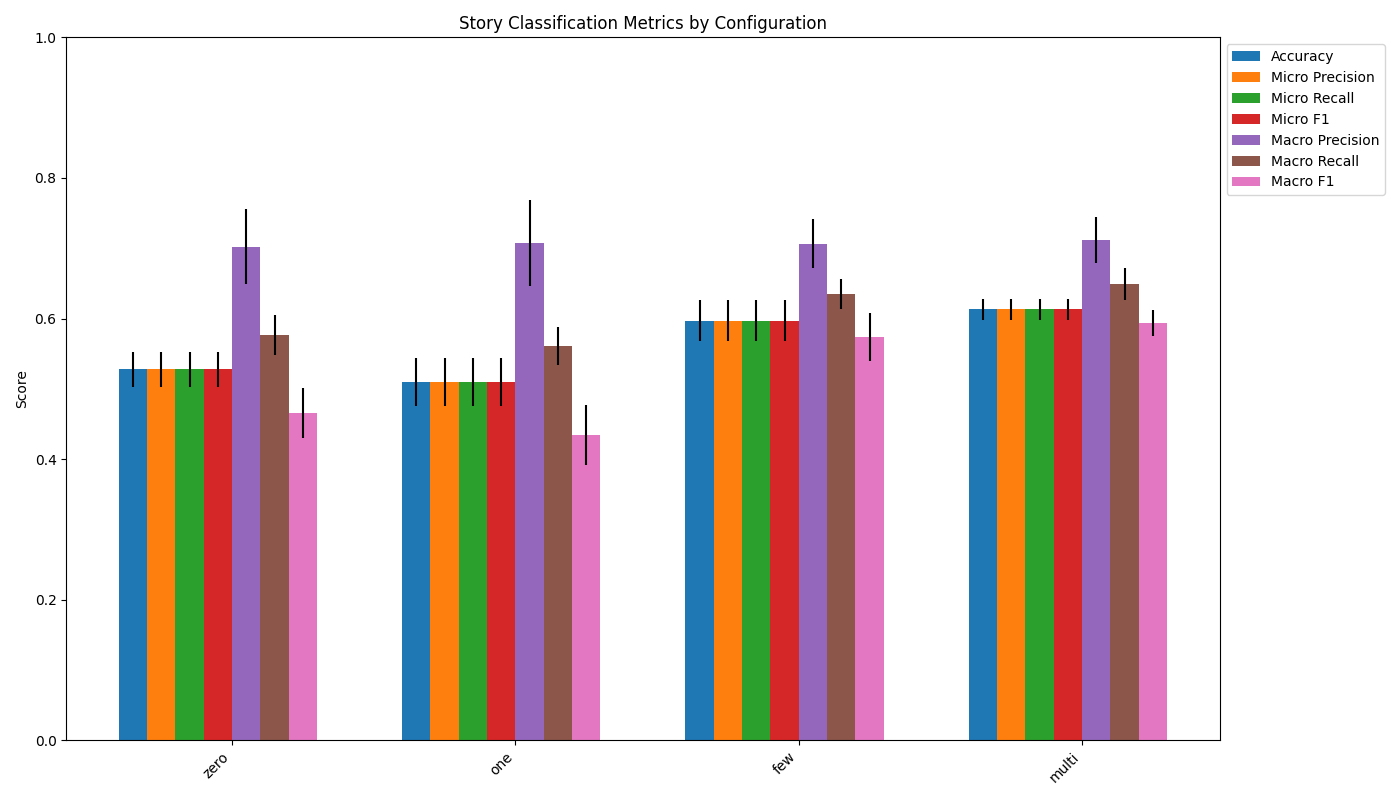 Story Classification Metrics by Configuration
1.0
0.8
0.6
0.4
0.2
0.0
Score
zero
one
few
multi
Accuracy
Micro Precision
Micro Recall
Micro F1
Macro Precision
Macro Recall
Macro F1